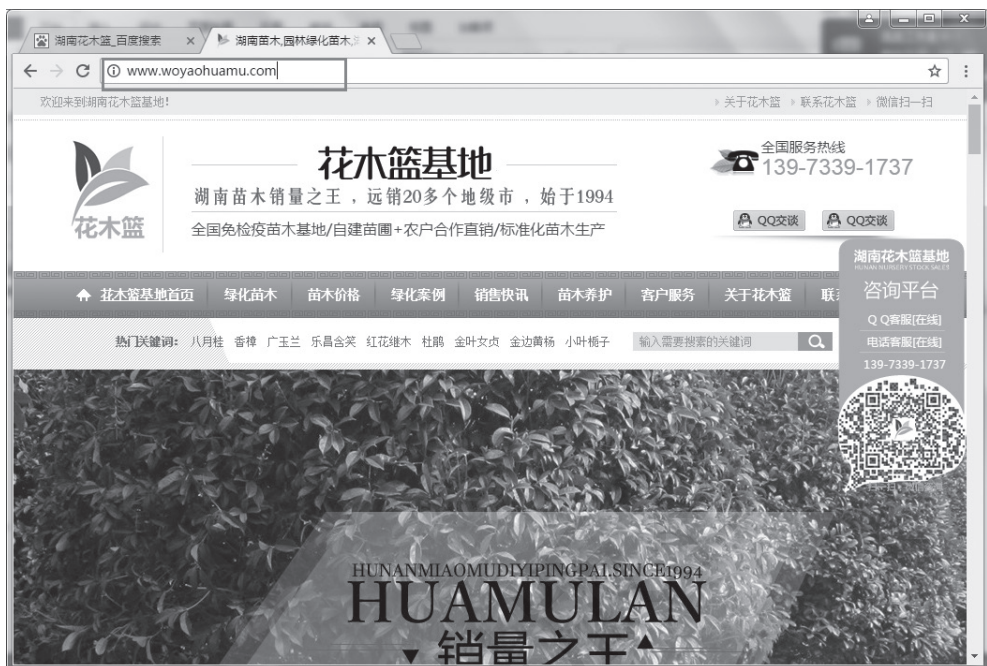 湖南花木篮_百度搜索
湖南苗木,园林绿化苗木,
www.woyaohuamu.com
欢迎来到湖南花木篮基地!
关于花木篮 联系花木篮 微信扫一扫
花木篮
花木篮基地
湖南苗木销量之王，远销20多个地级市，始于1994
全国免检疫苗木基地/自建苗圃+农户合作直销/标准化苗木生产
全国服务热线
139-7339-1737
QQ交谈 QQ交谈
花木篮基地首页 绿化苗木 苗木价格 绿化案例 销售快讯 苗木养护 客户服务 关于花木篮 联
热门关键词: 八月桂 香樟 广玉兰 乐昌含笑 红花继木 杜鹃 金叶女贞 金边黄杨 小叶栀子
输入需要搜索的关键词
湖南花木篮基地
HUNAN NURSERY STOCK SALES
咨询平台
QQ客服[在线]
电话客服[在线]
139-7339-1737
HUNANMIAOMUDIYIPINGPAI.SINCE1994
HUAMULAN
销量之王